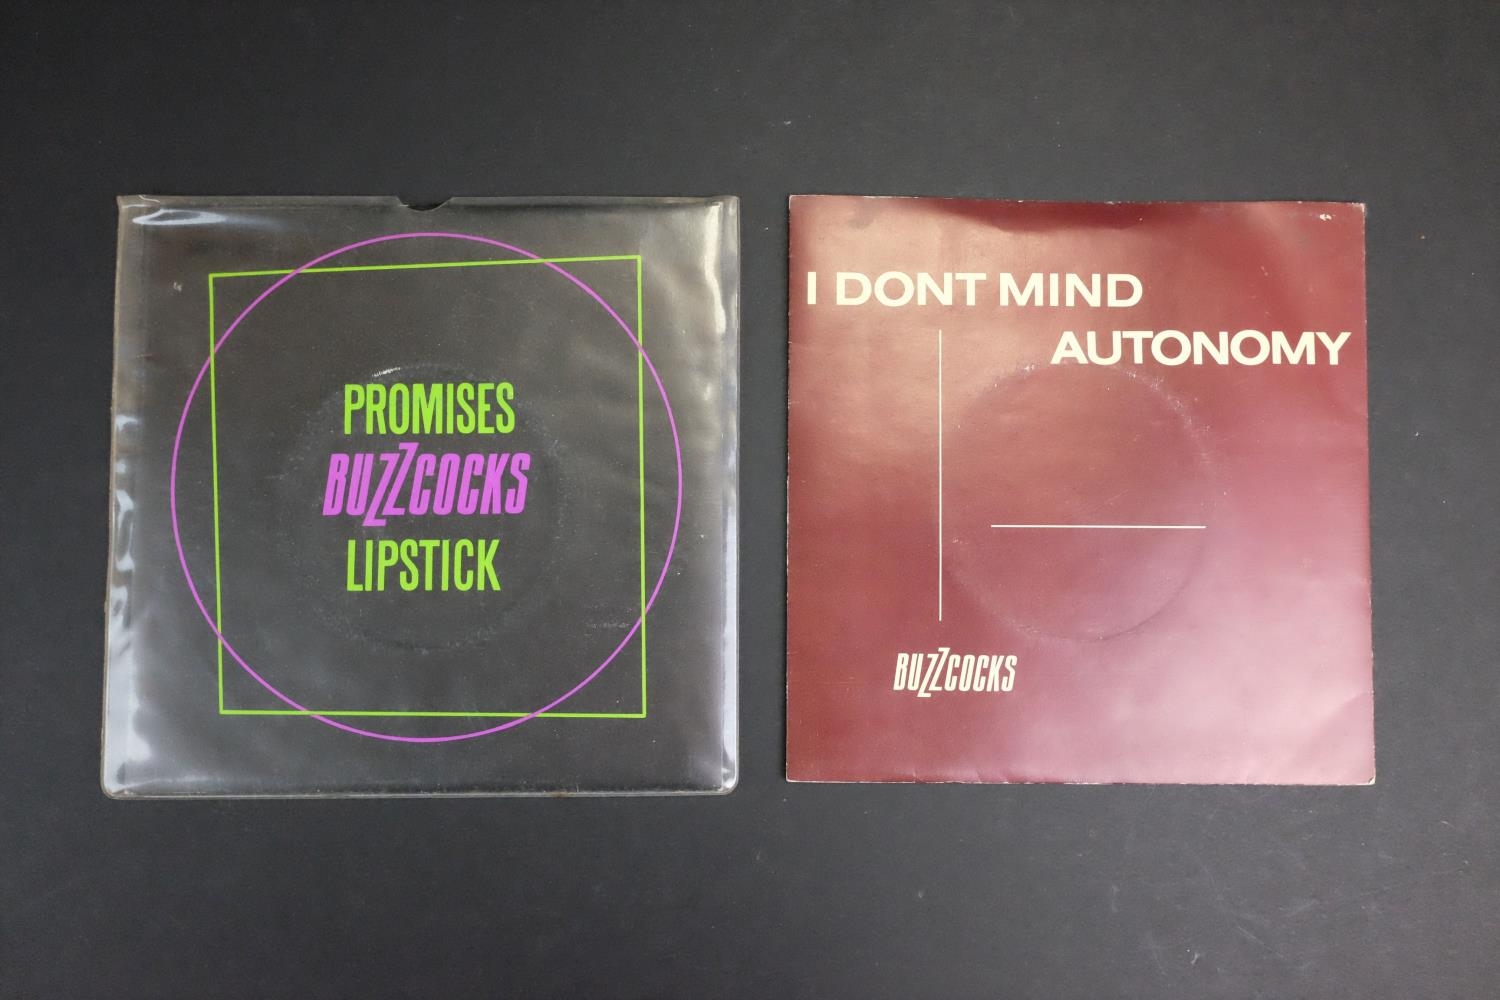 PROMISES
BUZZCOCKS
LIPSTICK
I DONT MIND
AUTONOMY
BUZZCOCKS